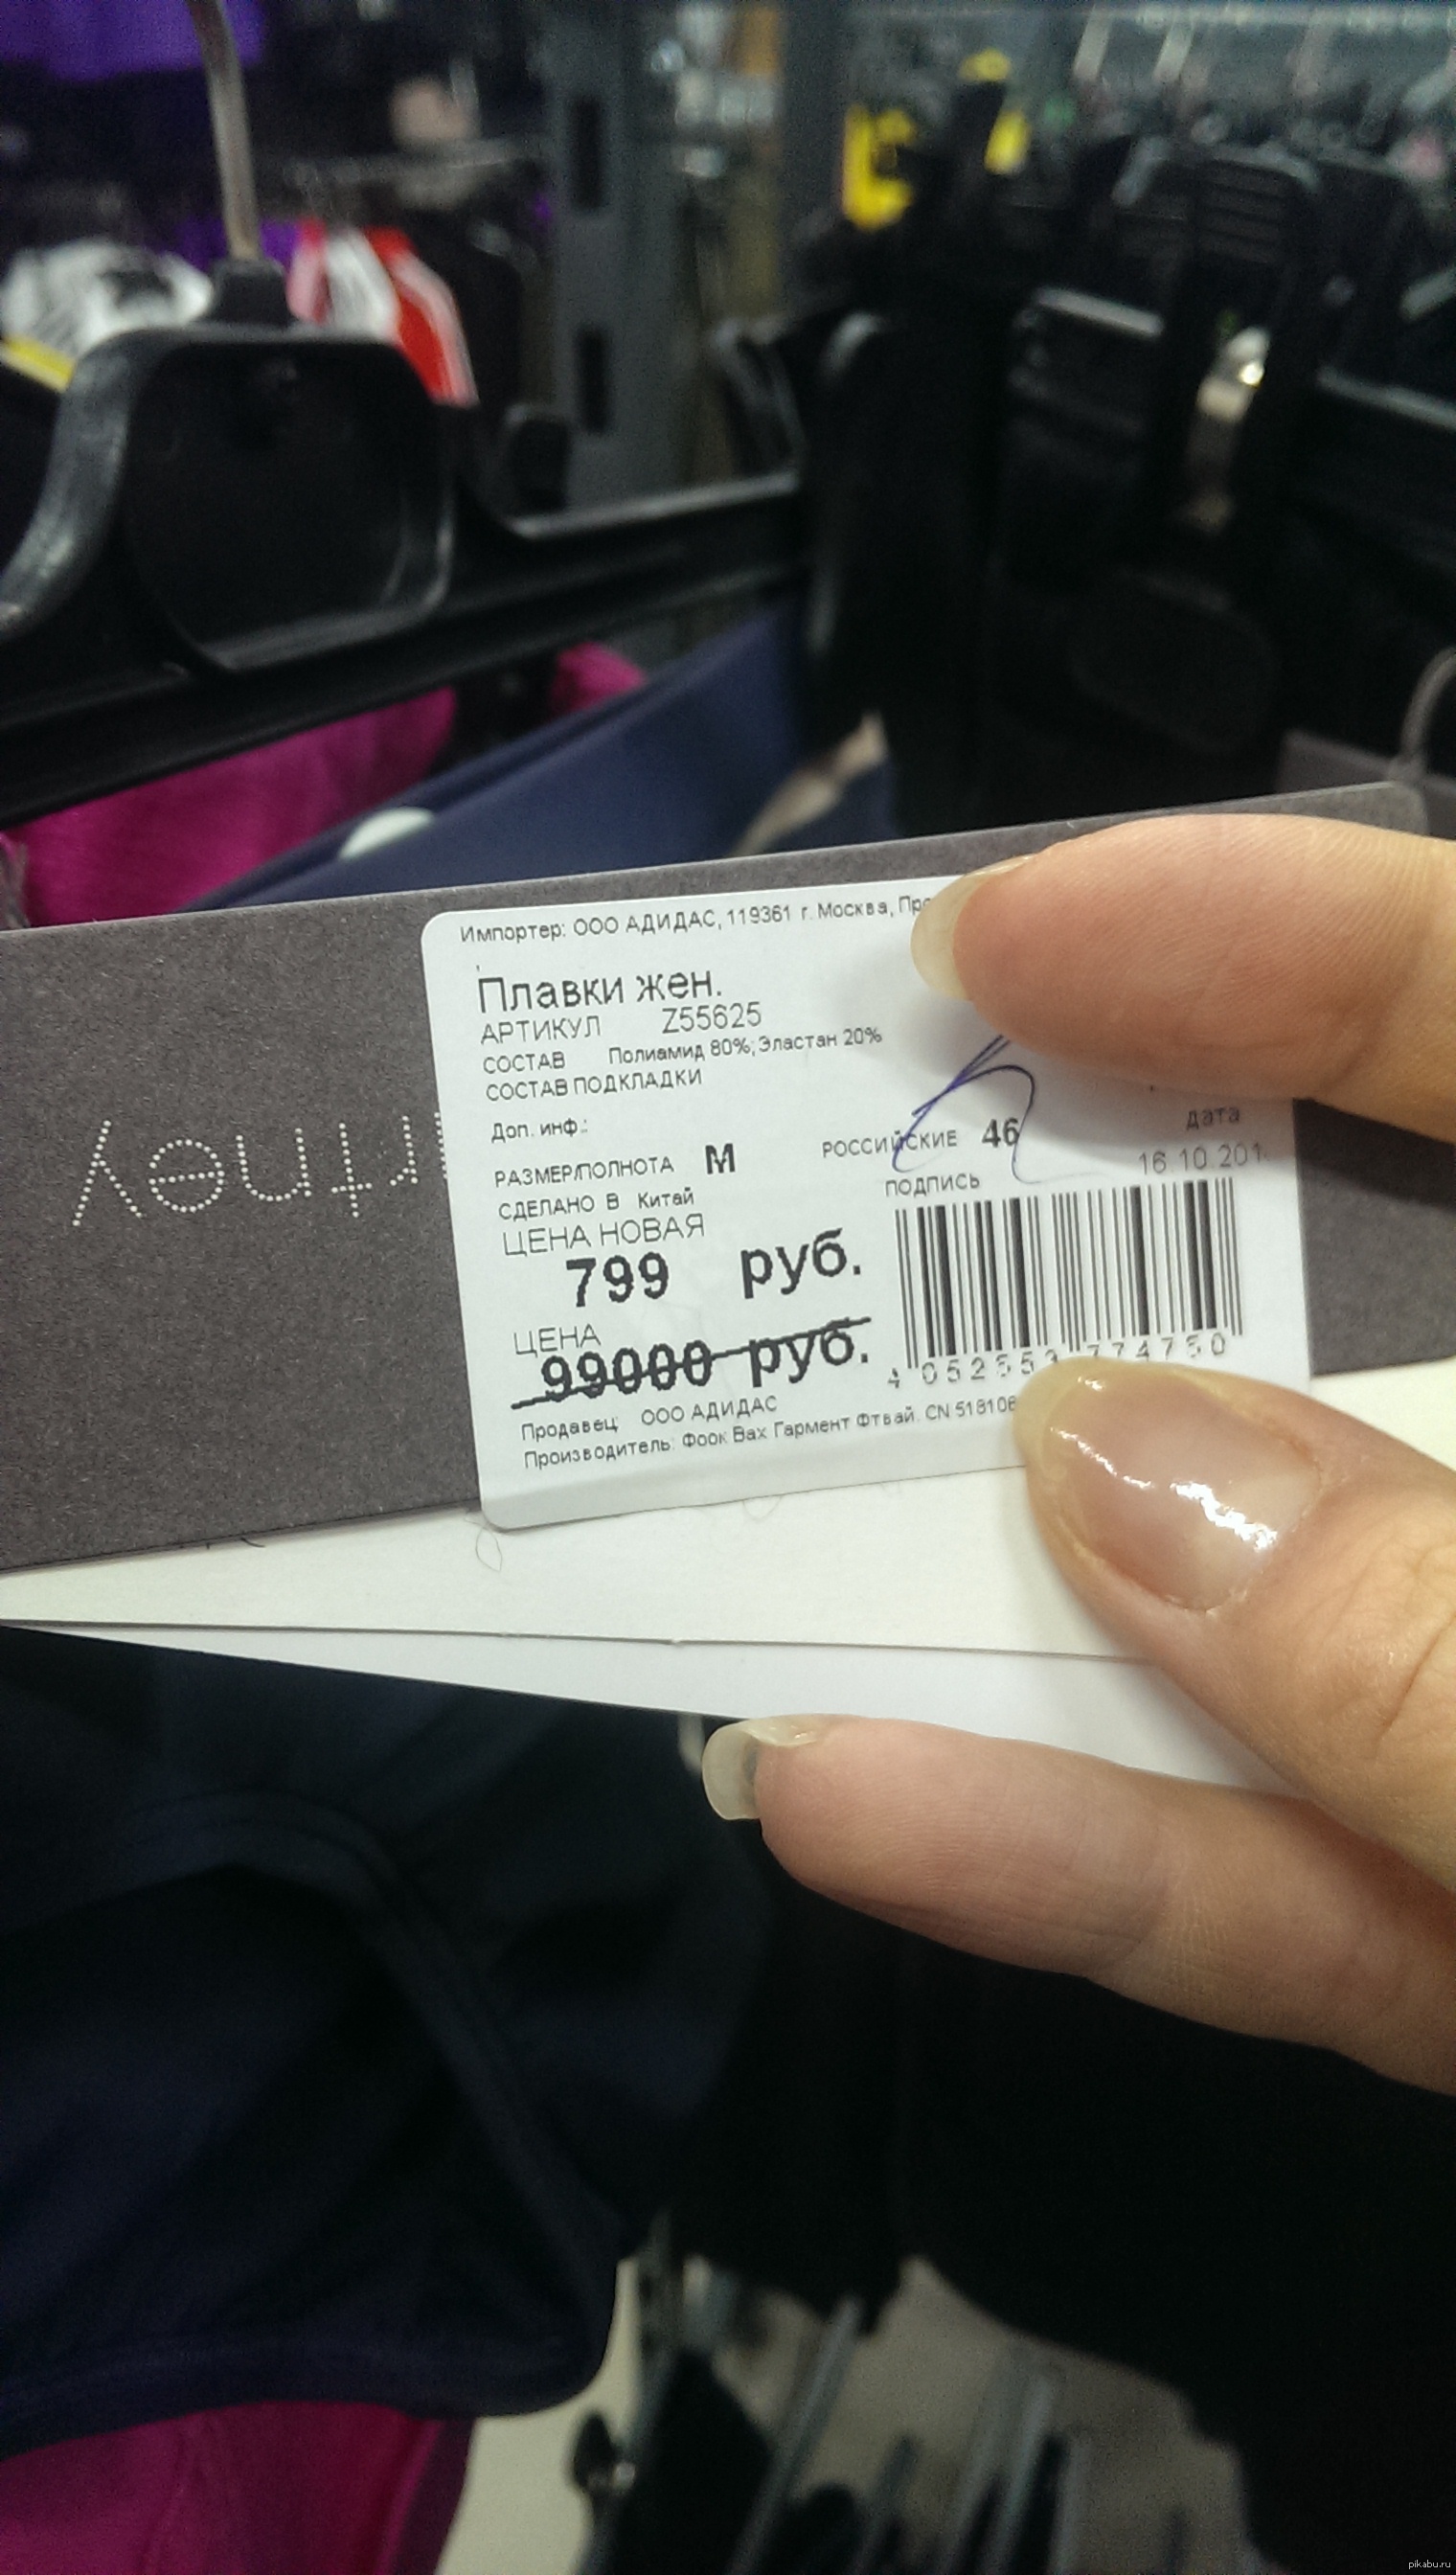 Импортер: ООО АДИДАС, 119361 г. Москва,
Плавки жен.
АРТИКУЛ Z55625
СОСТАВ Полиамид 80%; Эластан 20%
СОСТАВ ПОДКЛАДКИ
Доп. инф.:
РАЗМЕР/ПОЛНОТА M РОССИЙСКИЕ 46
дата
16.10.201
СДЕЛАНО В Китай
ПОДПИСЬ
ЦЕНА НОВАЯ
799 руб.
ЦЕНА
99000 руб.
Продавец: ООО АДИДАС
Производитель: Фоок Вах Гармент Фтвай. CN 518106
pikabu.ru